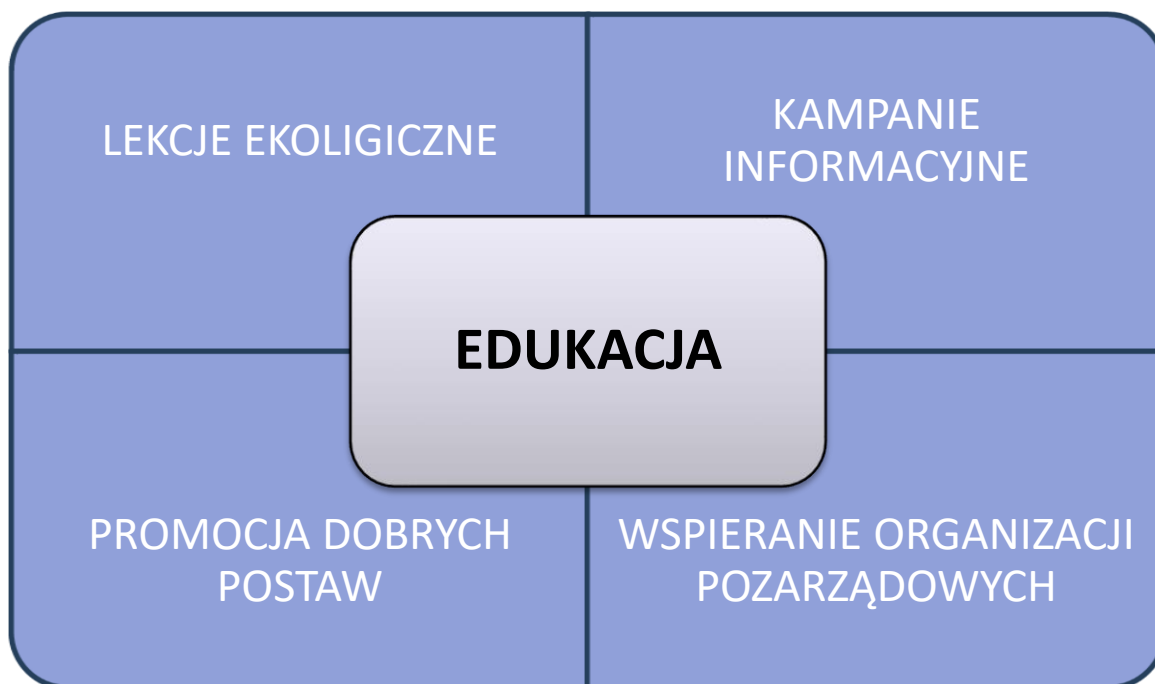 LEKCJE EKOLIGICZNE
KAMPANIE
INFORMACYJNE
EDUKACJA
PROMOCJA DOBRYCH
POSTAW
WSPIERANIE ORGANIZACJI
POZARZĄDOWYCH